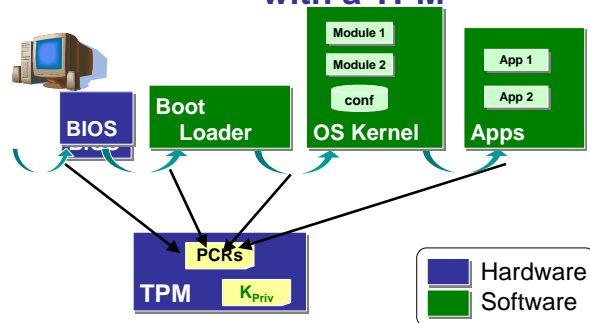 with a TPM
Module 1
Module 2
conf
OS Kernel
App 1
App 2
Apps
Boot
Loader
BIOS
BIOS
PCRs
TPM
KPriv
Hardware
Software